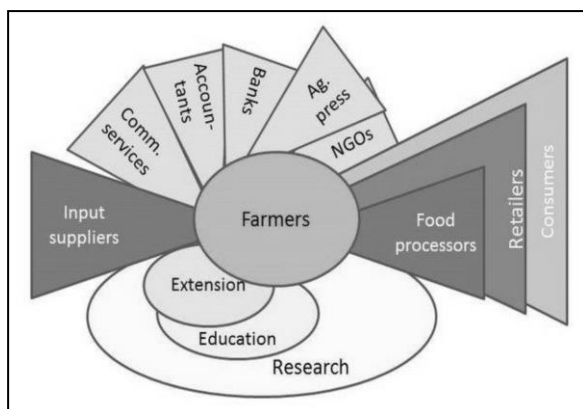 Comm.
services
Accoun-
tants
Banks
Ag.
press
NGOs
Input
suppliers
Farmers
Food
processors
Retailers
Consumers
Extension
Education
Research